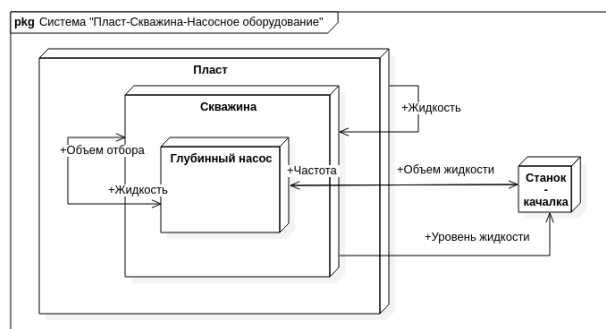 pkg Система "Пласт-Скважина-Насосное оборудование"
Пласт
Скважина
+Жидкость
+Объем отбора
Глубинный насос
+Частота
+Объем жидкости
+Жидкость
Станок
-
качалка
+Уровень жидкости